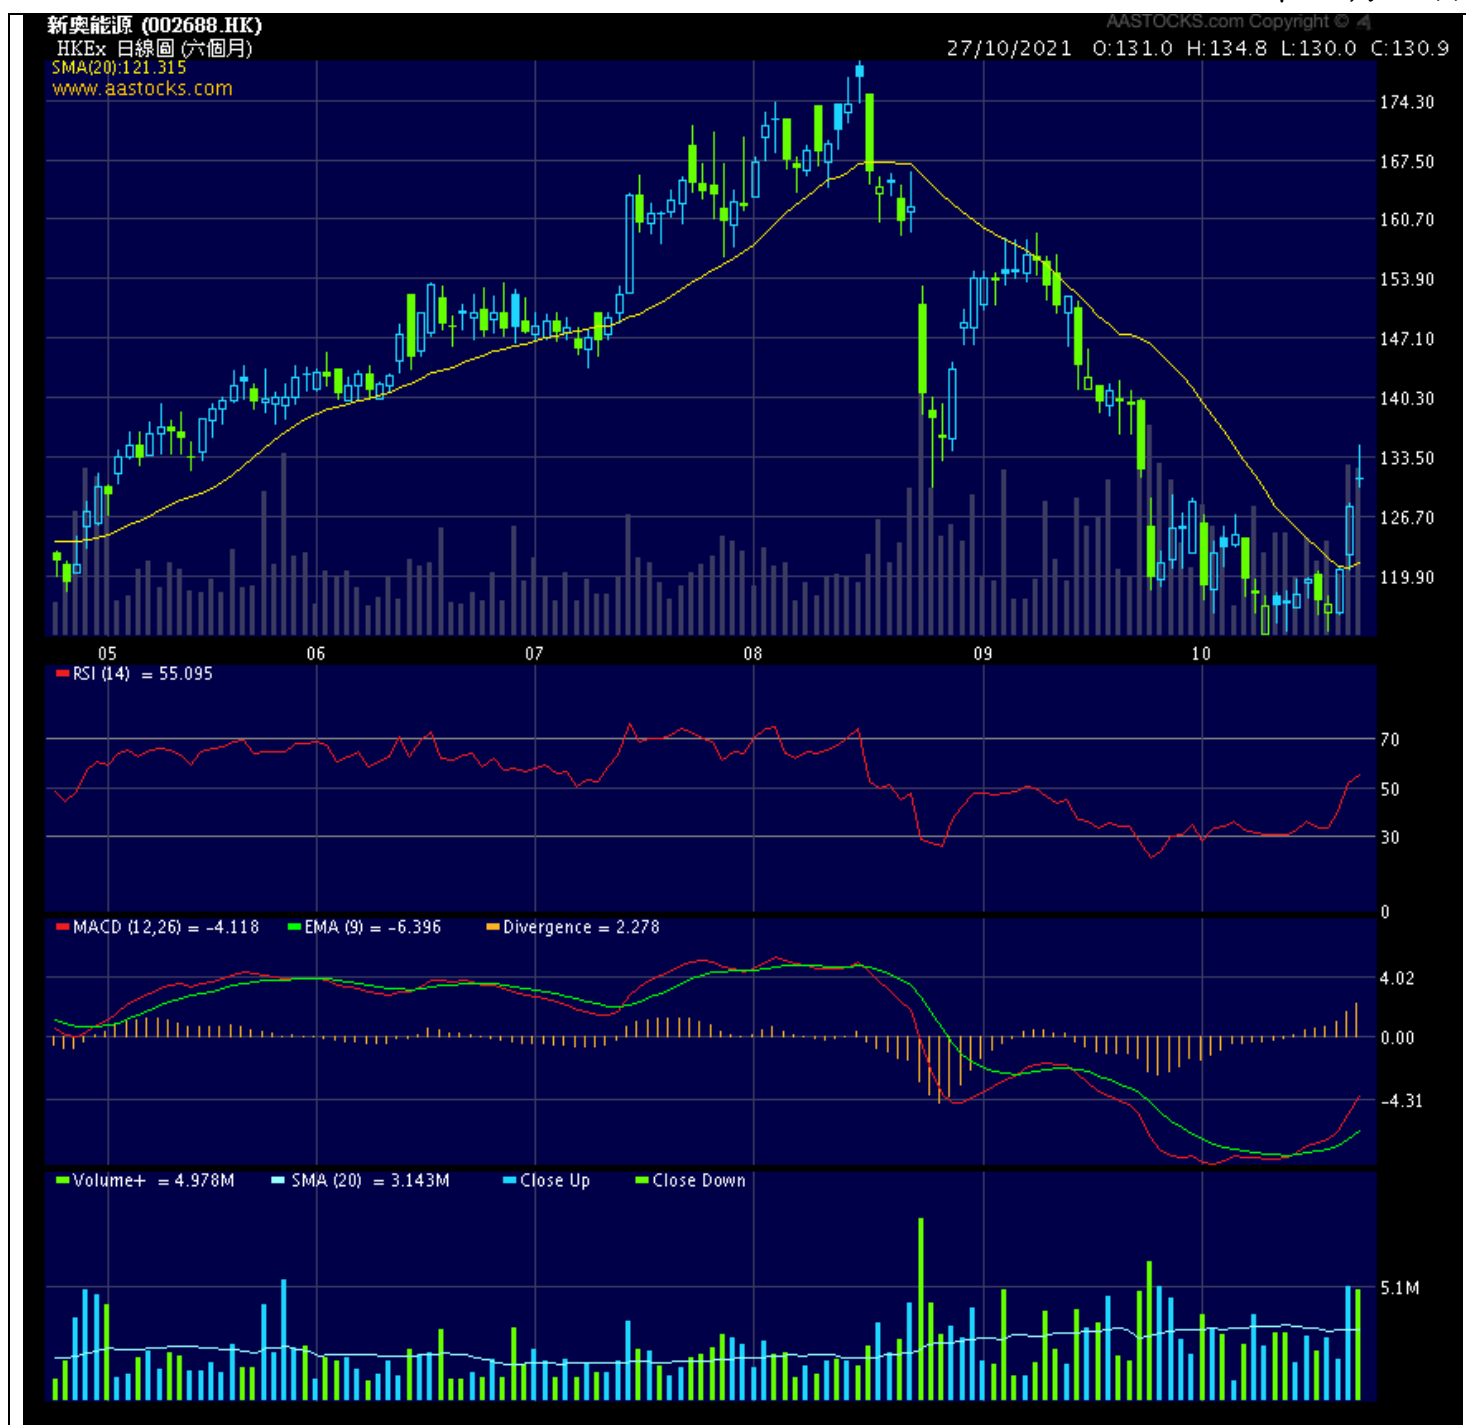 AASTOCKS.com Copyright ©
新奧能源 (002688.HK)
HKEx 日線圖 (六個月)
27/10/2021 O:131.0 H:134.8 L:130.0 C:130.9
SMA(20):121.315
www.aastocks.com
174.30
167.50
160.70
153.90
147.10
140.30
133.50
126.70
119.90
05 06 07 08 09 10
RSI (14) = 55.095
70
50
30
0
MACD (12,26) = -4.118 EMA (9) = -6.396 Divergence = 2.278
4.02
0.00
-4.31
Volume+ = 4.978M SMA (20) = 3.143M Close Up Close Down
5.1M